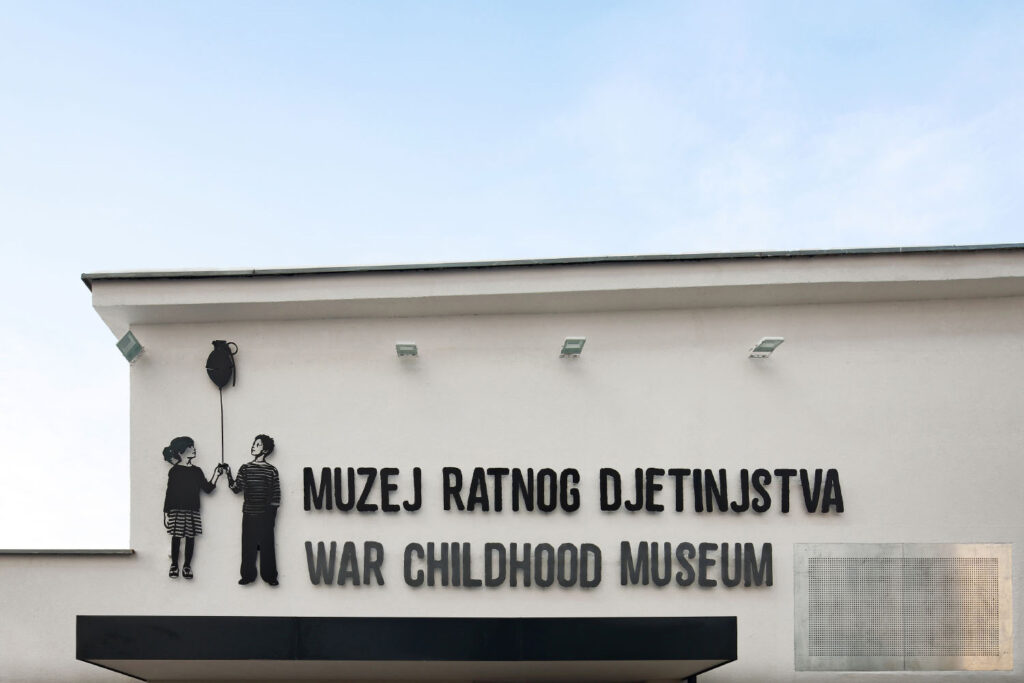 MUZEJ RATNOG DJETINJSTVA
WAR CHILDHOOD MUSEUM